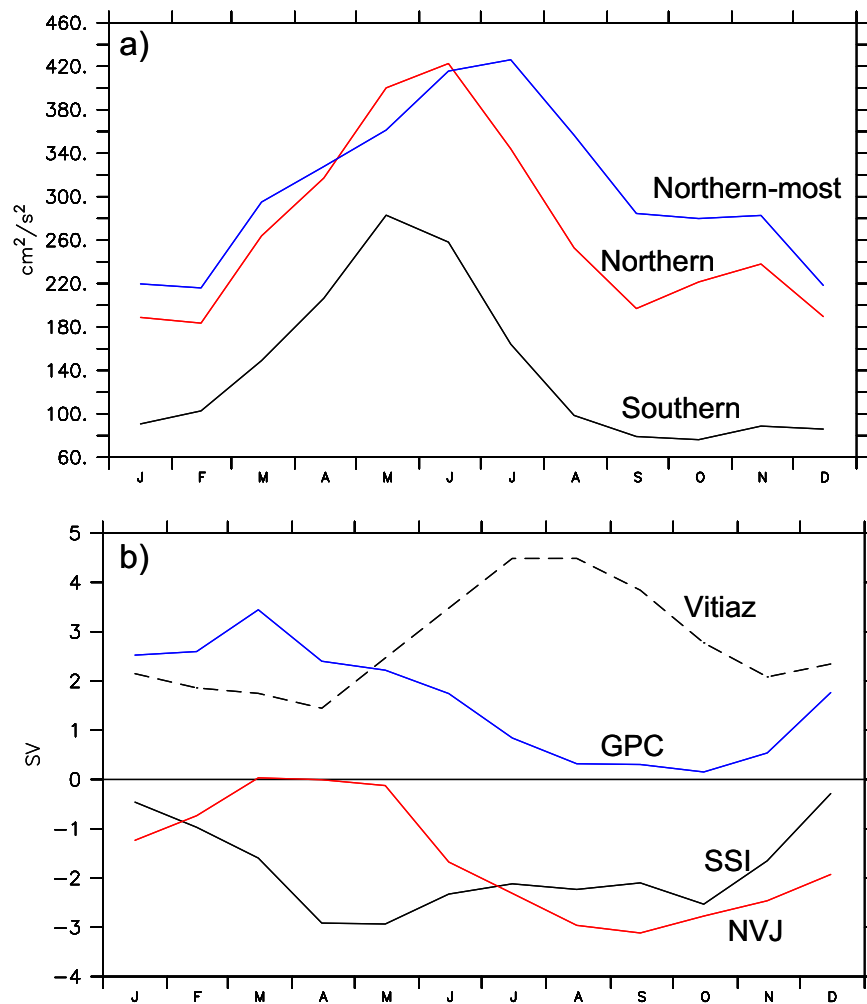 a)
460.
420.
380.
340.
300.
260.
220.
180.
140.
100.
60.
cm²/s²
Northern-most
Northern
Southern
J F M A M J J A S O N D
b)
5
4
3
2
1
0
−1
−2
−3
−4
SV
Vitiaz
GPC
SSI
NVJ
J F M A M J J A S O N D